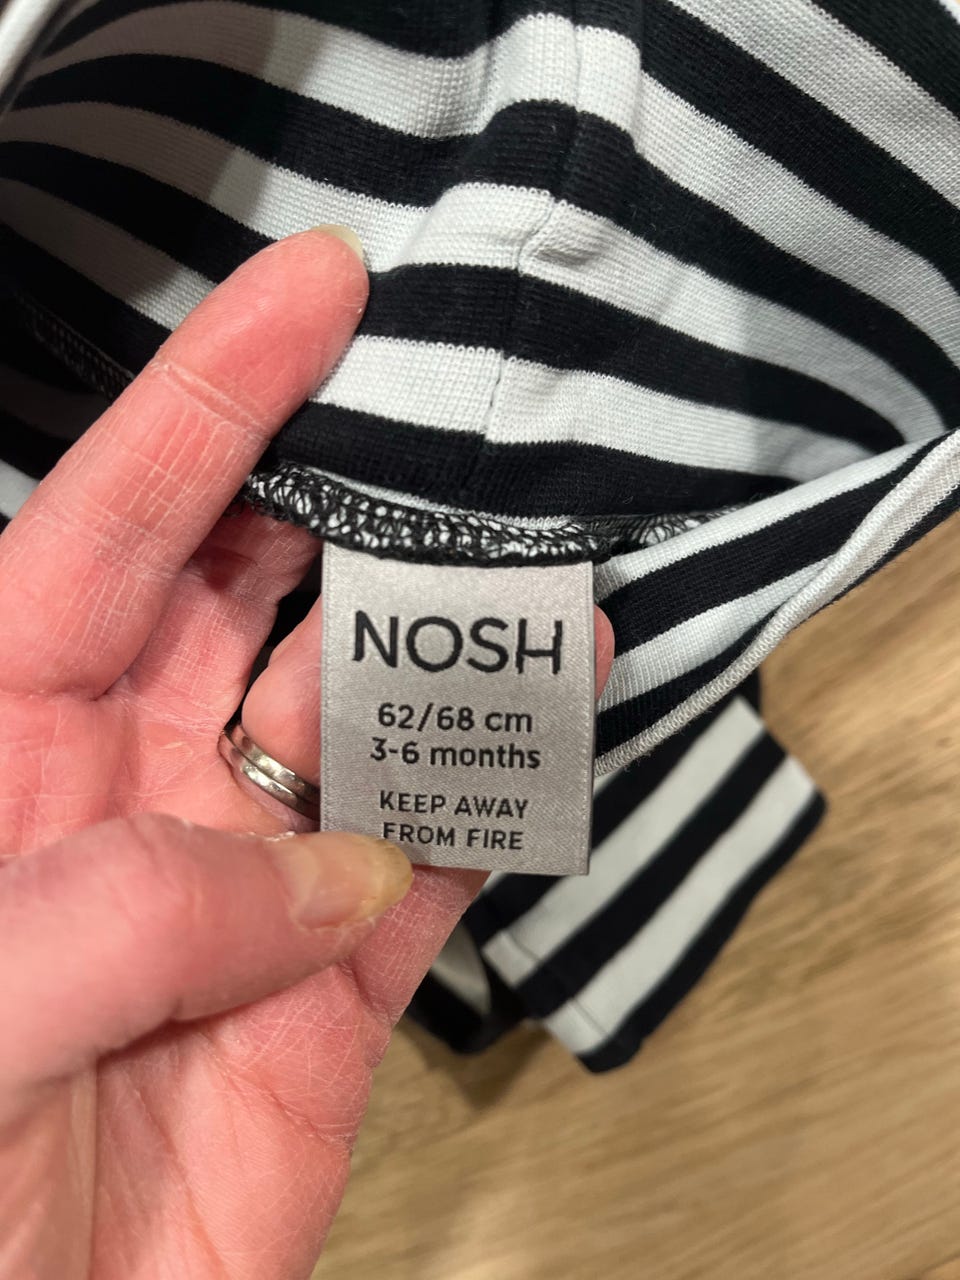 NOSH
62/68 cm
3-6 months
KEEP AWAY
FROM FIRE